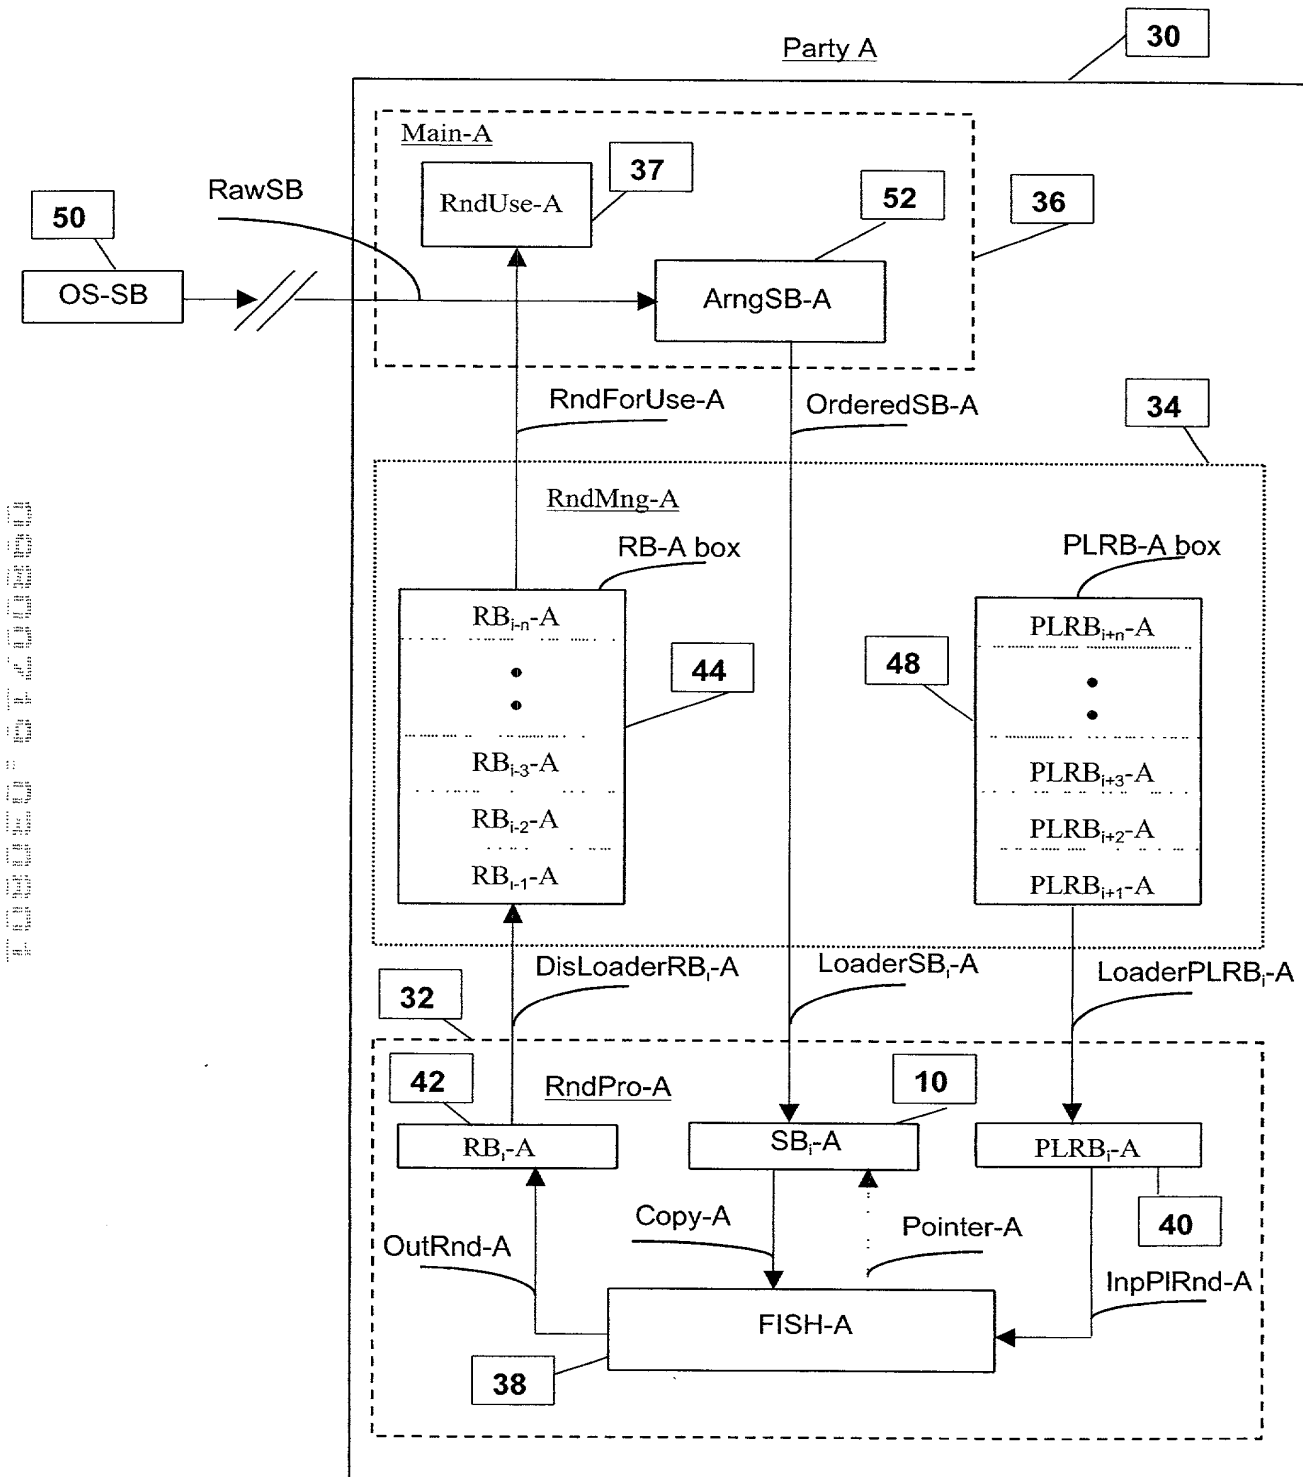 30
Party A
Main-A
37
RndUse-A
52
36
RawSB
50
OS-SB
ArngSB-A
RndForUse-A
OrderedSB-A
34
RndMng-A
RB-A box
PLRB-A box
RBi-n-A
PLRBi+n-A
44
48
RBi-3-A
PLRBi+3-A
RBi-2-A
PLRBi+2-A
RBi-1-A
PLRBi+1-A
DisLoaderRBi-A
LoaderSBi-A
LoaderPLRBi-A
32
42
RndPro-A
10
RBi-A
SBi-A
PLRBi-A
40
Copy-A
Pointer-A
OutRnd-A
InpPlRnd-A
FISH-A
38
09800719.030801